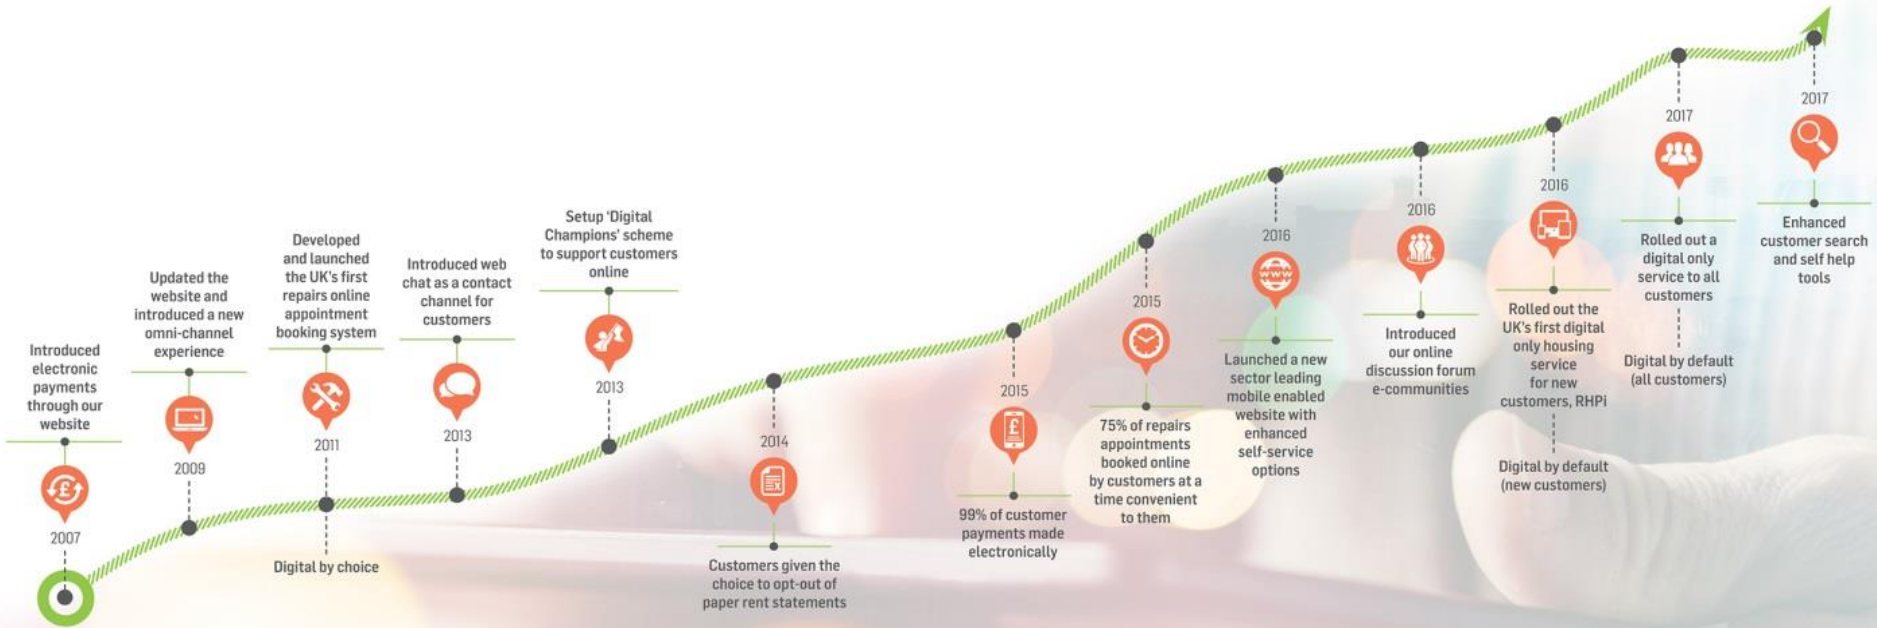 Introduced
electronic
payments
through our
website
2007
Updated the
website and
introduced a new
omni-channel
experience
2009
Developed
and launched
the UK's first
repairs online
appointment
booking system
2011
Digital by choice
Introduced web
chat as a contact
channel for
customers
2013
Setup 'Digital
Champions' scheme
to support customers
online
2013
2014
Customers given the
choice to opt-out of
paper rent statements
2015
£
99% of customer
payments made
electronically
2015
75% of repairs
appointments
booked online
by customers at a
time convenient
to them
2016
www
Launched a new
sector leading
mobile enabled
website with
enhanced
self-service
options
2016
Introduced
our online
discussion forum
e-communities
2016
Rolled out the
UK's first digital
only housing
service
for new
customers, RHPi
Digital by default
(new customers)
2017
Rolled out a
digital only
service to all
customers
Digital by default
(all customers)
2017
Enhanced
customer search
and self help
tools